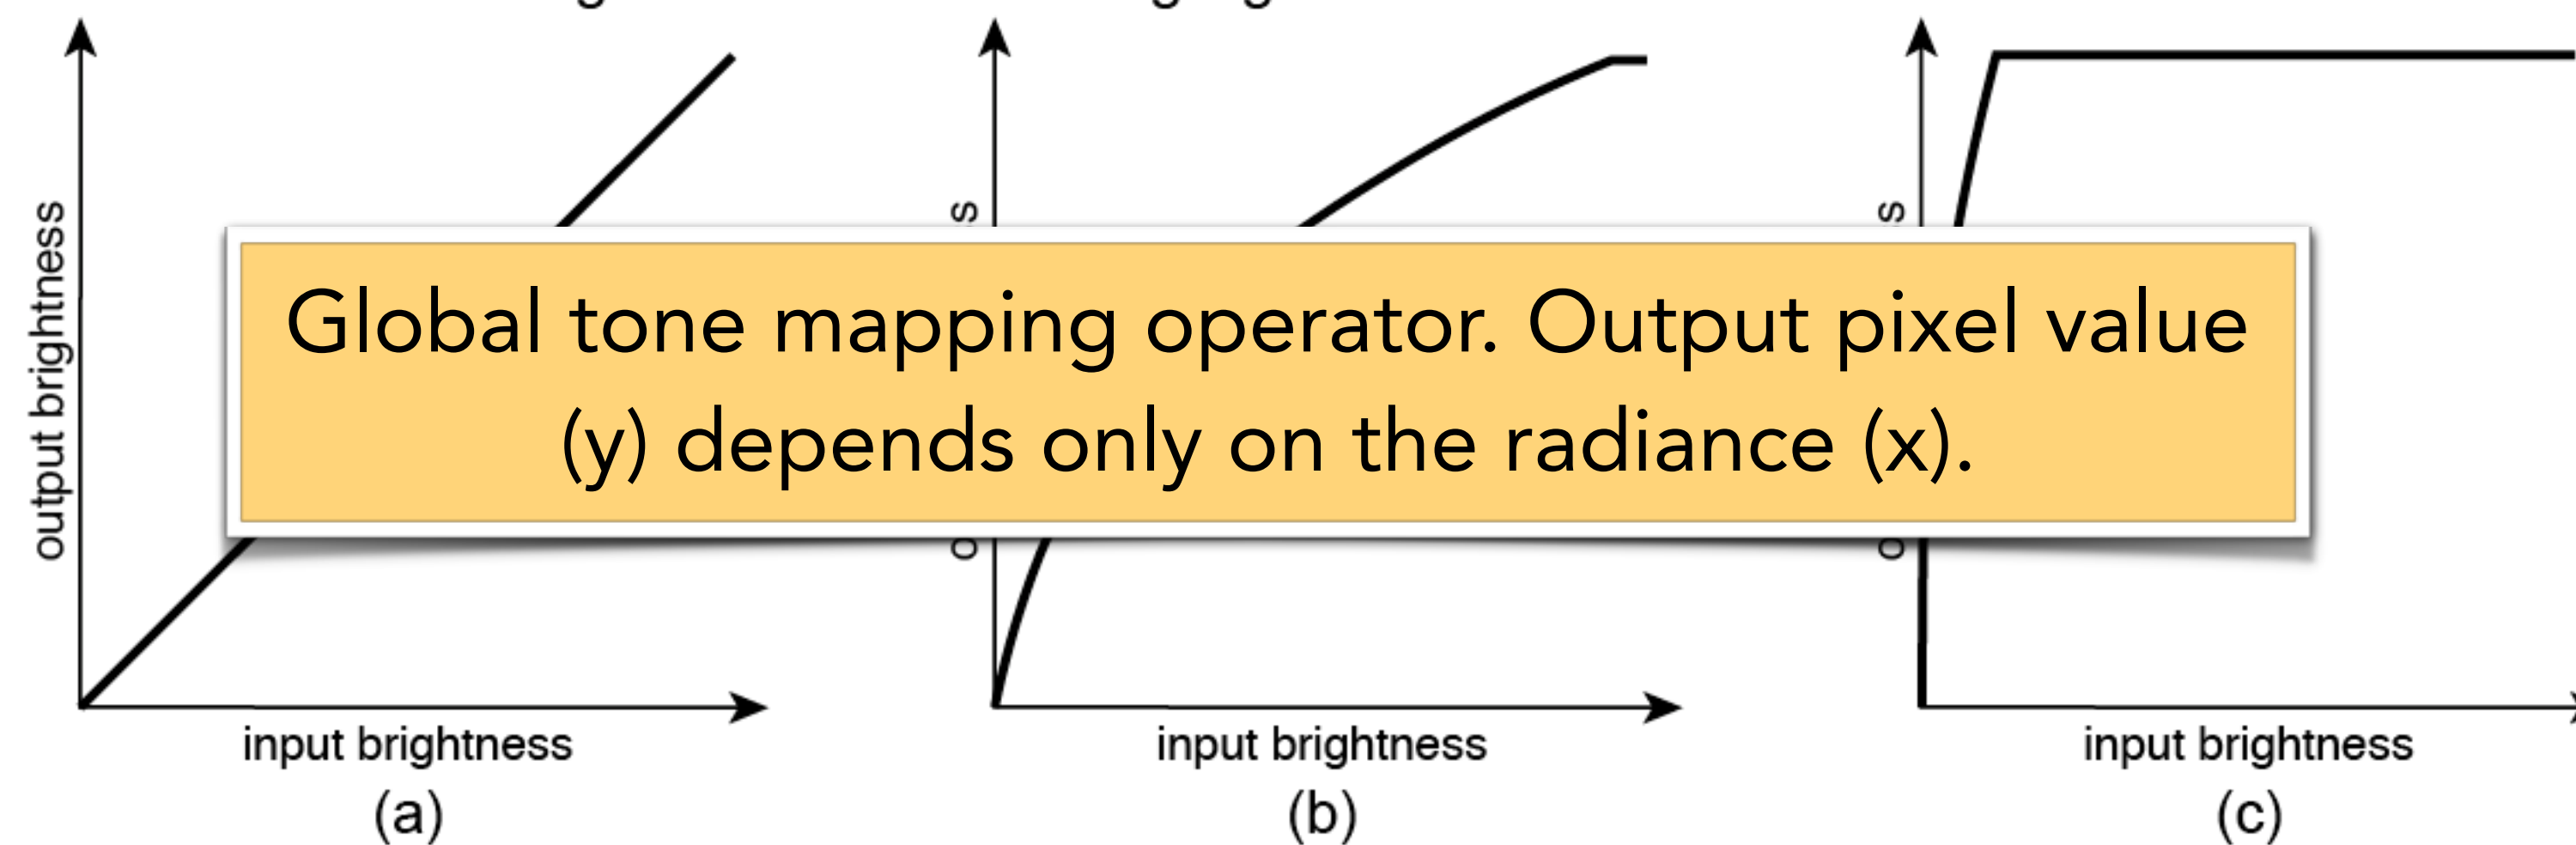 output brightness
Global tone mapping operator. Output pixel value
(y) depends only on the radiance (x).
input brightness
input brightness
input brightness
(a)
(b)
(c)